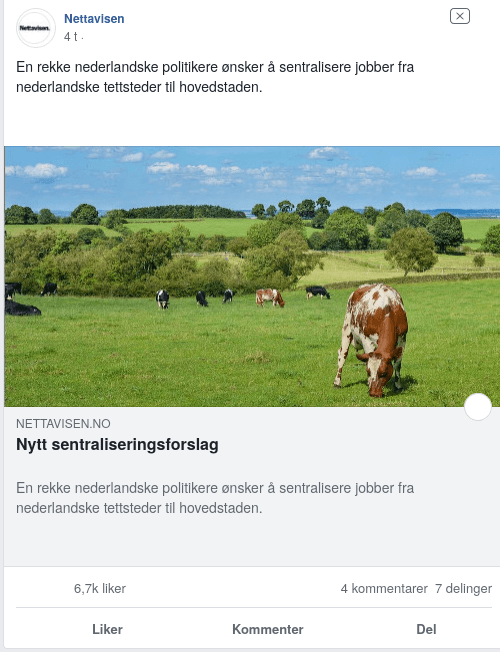 Nettavisen.
Nettavisen
4 t ·
En rekke nederlandske politikere ønsker å sentralisere jobber fra
nederlandske tettsteder til hovedstaden.
NETTAVISEN.NO
Nytt sentraliseringsforslag
En rekke nederlandske politikere ønsker å sentralisere jobber fra
nederlandske tettsteder til hovedstaden.
6,7k liker
4 kommentarer 7 delinger
Liker Kommenter Del